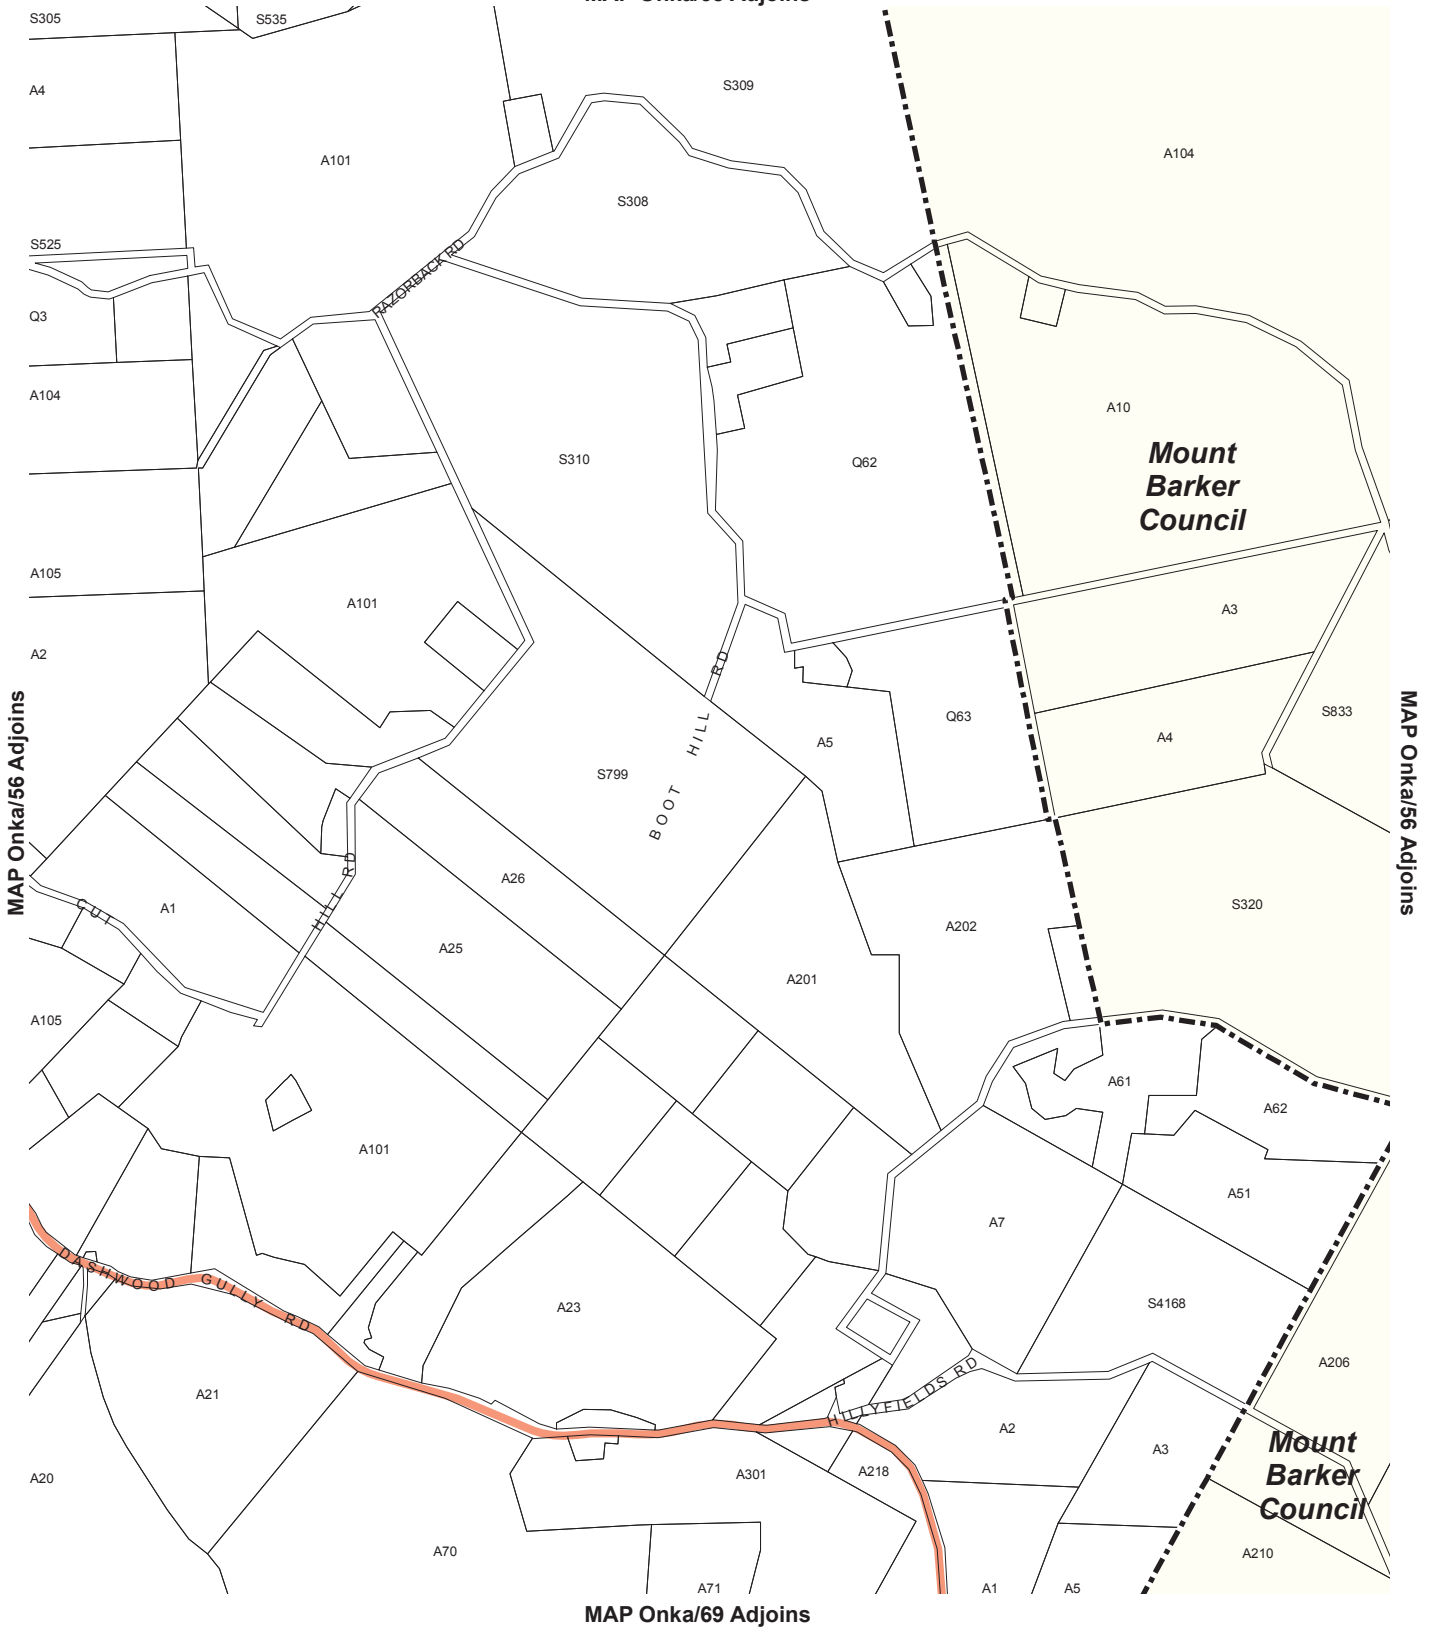 S305
S535
A4
S309
A101
A104
S308
S525
RAZORBACK RD
Q3
A104
A10
S310
Q62
Mount
Barker
Council
A105
A101
A3
A2
MAP Onka/56 Adjoins
MAP Onka/56 Adjoins
Q63
S833
A5
A4
S799
BOOT HILL RD
A26
CUT HILL RD
A1
S320
A25
A202
A201
A105
A61
A62
A101
A51
A7
DASHWOOD GULLY RD
A23
S4168
A206
A21
HILLYFIELDS RD
A2
A3
Mount
Barker
Council
A20
A301
A218
A70
A210
A71
A1
A5
MAP Onka/69 Adjoins